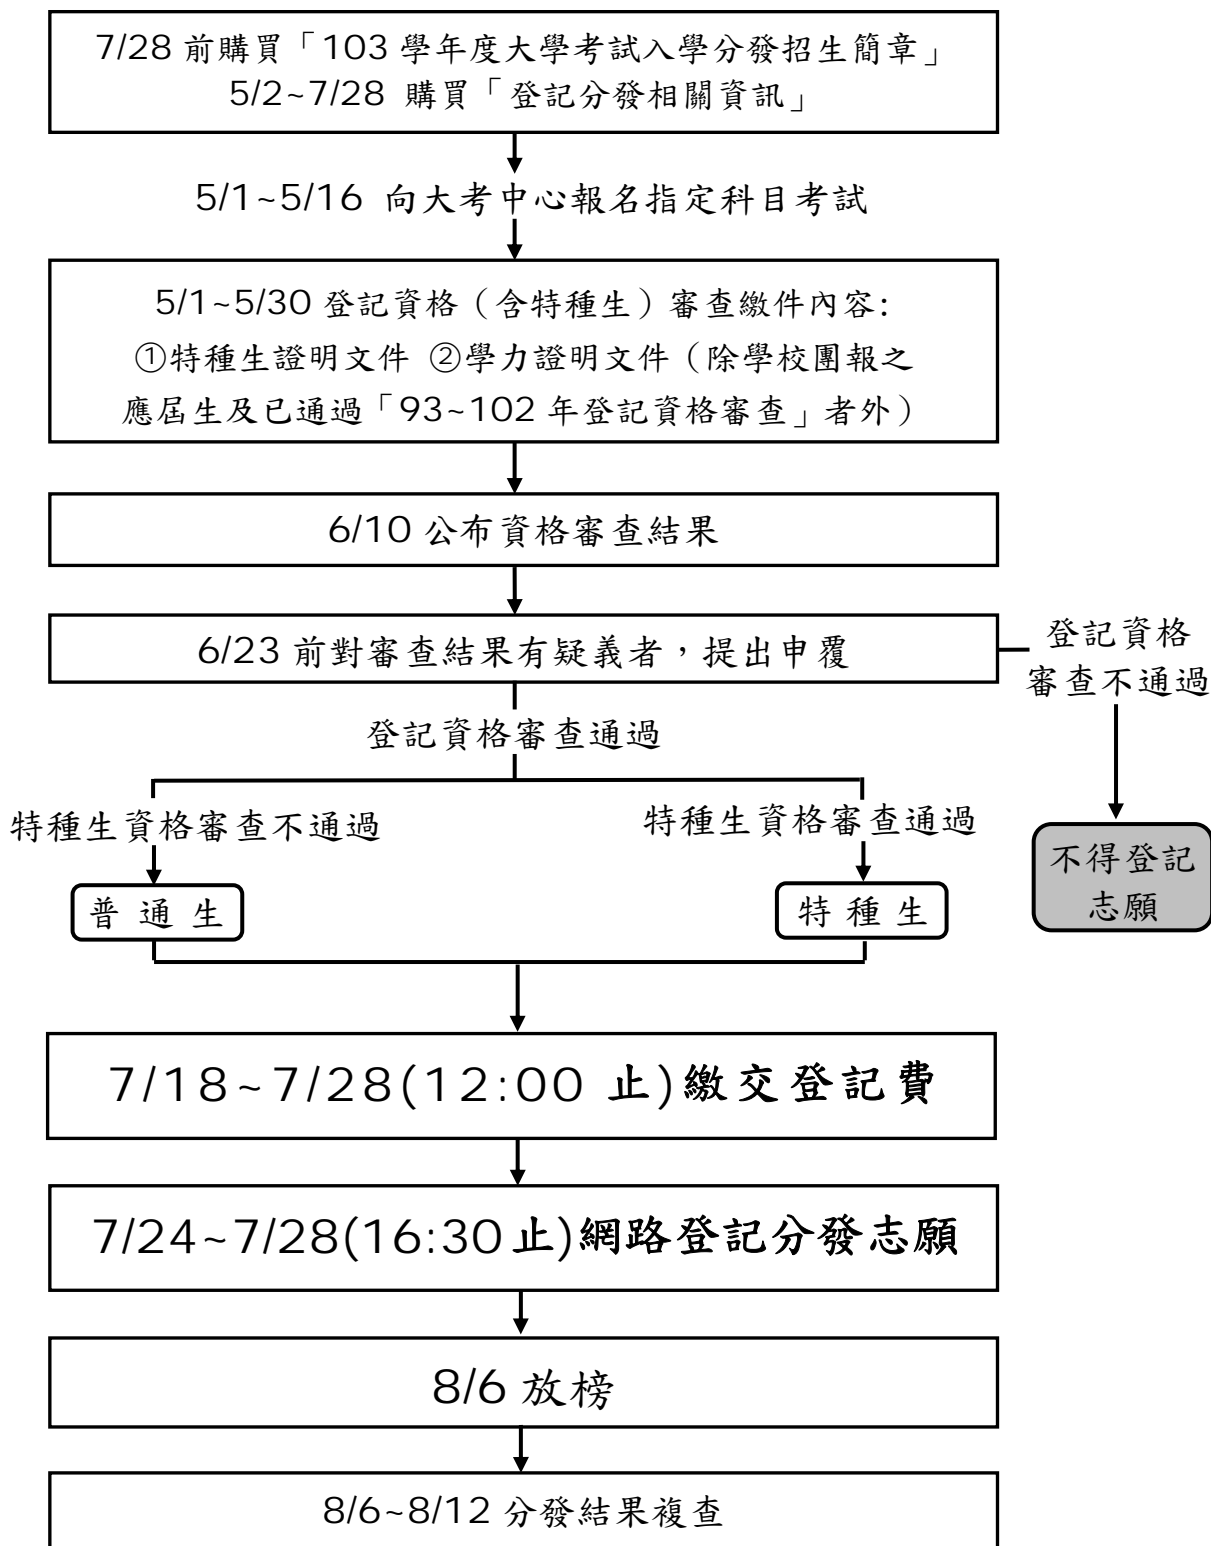 7/28 前購買「103 學年度大學考試入學分發招生簡章」
5/2~7/28 購買「登記分發相關資訊」
5/1~5/16 向大考中心報名指定科目考試
5/1~5/30 登記資格（含特種生）審查繳件內容:
①特種生證明文件 ②學力證明文件（除學校團報之
應屆生及已通過「93~102 年登記資格審查」者外）
6/10 公布資格審查結果
6/23 前對審查結果有疑義者，提出申覆
登記資格
審查不通過
登記資格審查通過
特種生資格審查不通過
特種生資格審查通過
不得登記
志願
普通生
特種生
7/18~7/28(12:00 止)繳交登記費
7/24~7/28(16:30止)網路登記分發志願
8/6 放榜
8/6~8/12 分發結果複查